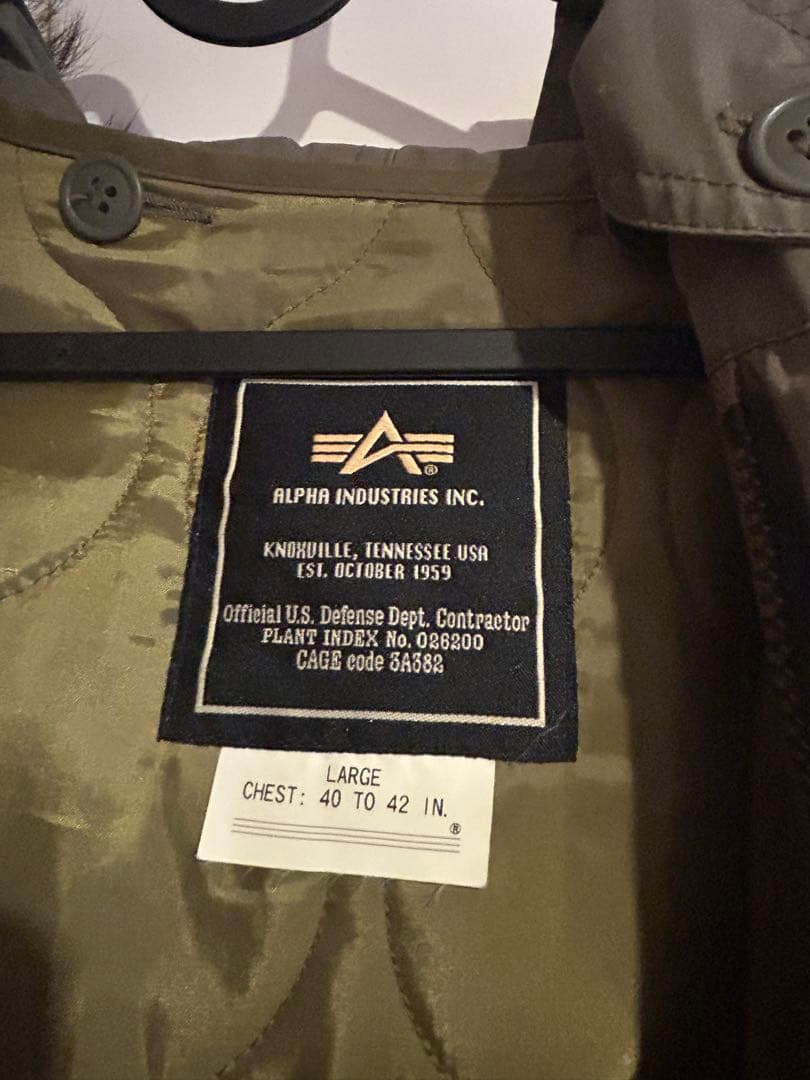 ®
ALPHA INDUSTRIES INC.
KNOXVILLE, TENNESSEE USA
EST. OCTOBER 1959
Official U.S. Defense Dept. Contractor
PLANT INDEX No. 026200
CAGE code 3A382
LARGE
CHEST: 40 TO 42 IN.
®